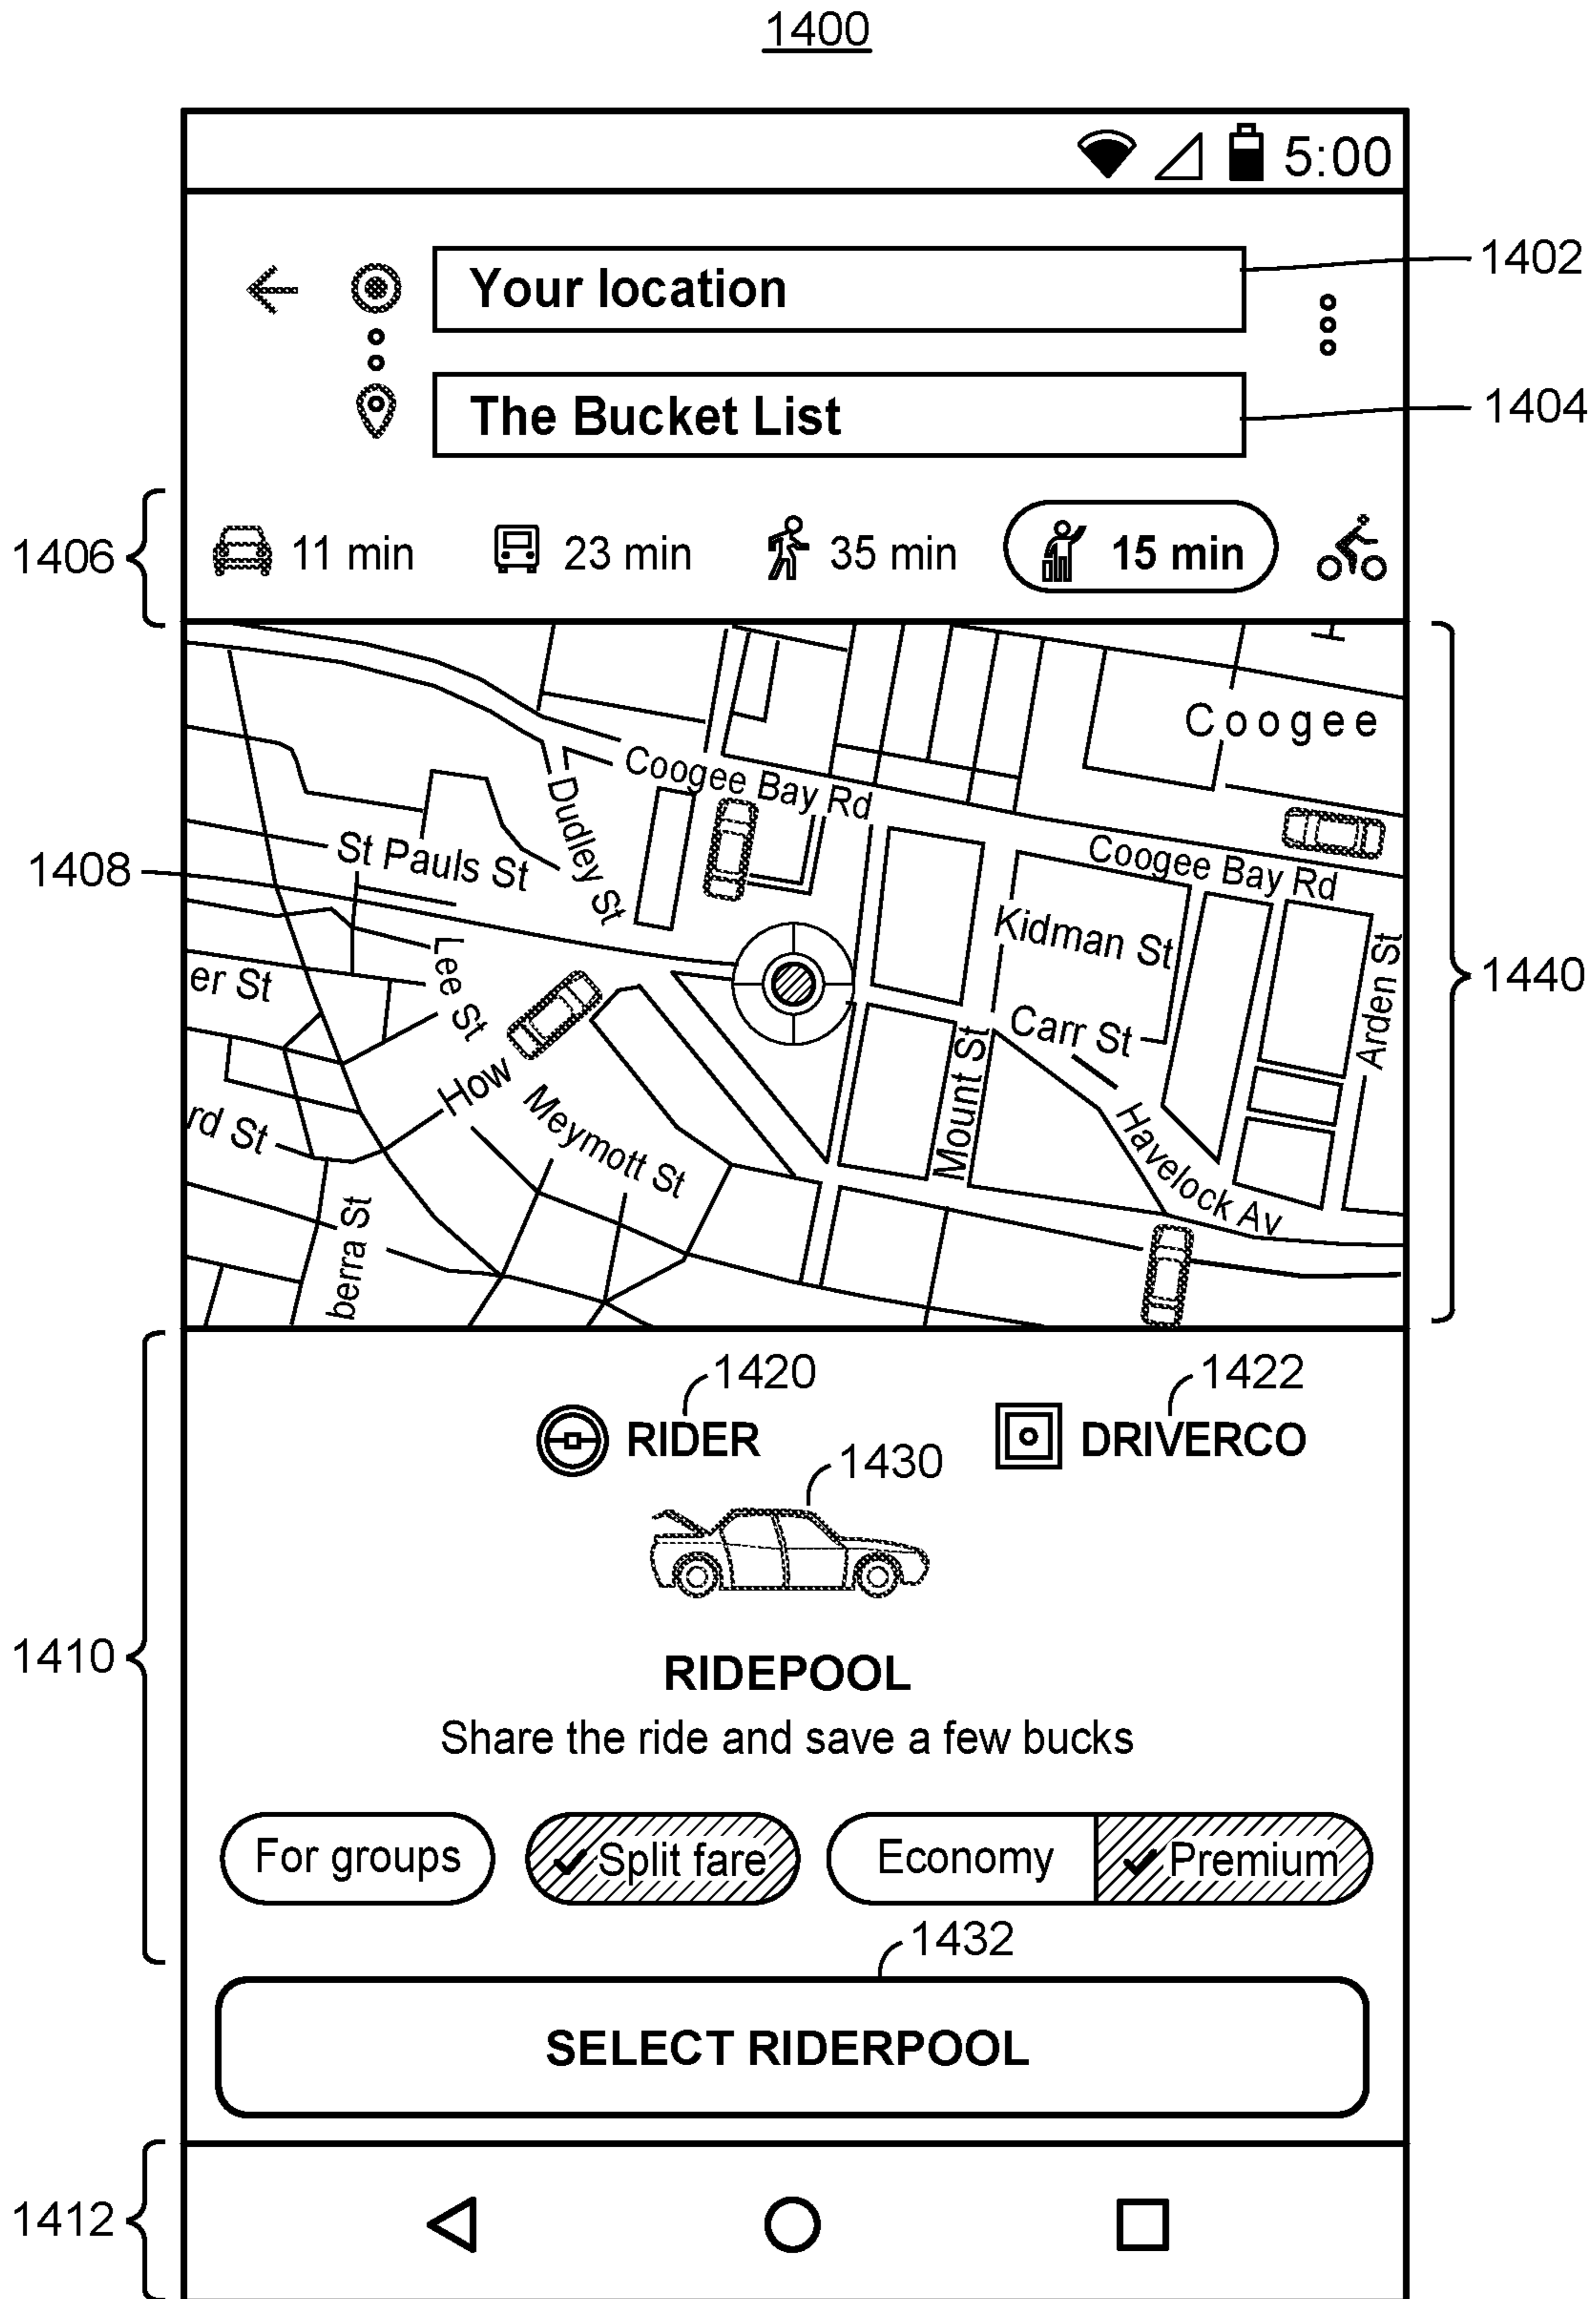 1400
5:00
Your location
1402
The Bucket List
1404
1406
11 min
23 min
35 min
15 min
Coogee
Coogee Bay Rd
Dudley St
Coogee Bay Rd
St Pauls St
1408
Kidman St
Lee St
er St
Arden St
1440
Carr St
How
Meymott St
Mount St
rd St
Havelock Av
berra St
1420
1422
RIDER
DRIVERCO
1430
1410
RIDEPOOL
Share the ride and save a few bucks
For groups
Split fare
Economy
Premium
1432
SELECT RIDERPOOL
1412